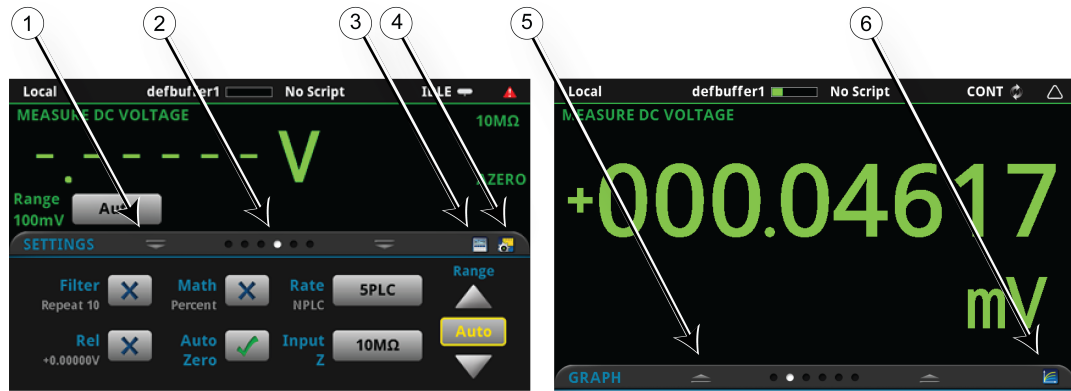 1 2 3 4 5 6
Local defbuffer1 No Script IDLE
MEASURE DC VOLTAGE
10MΩ
-.------ V
AZERO
Range
100mV Auto
SETTINGS
Filter
Repeat 10
Math
Percent
Rate
NPLC
5PLC
Range
Rel
+0.00000V
Auto
Zero
Input
Z
10MΩ
Auto
Local defbuffer1 No Script CONT
MEASURE DC VOLTAGE
+000.04617
mV
GRAPH